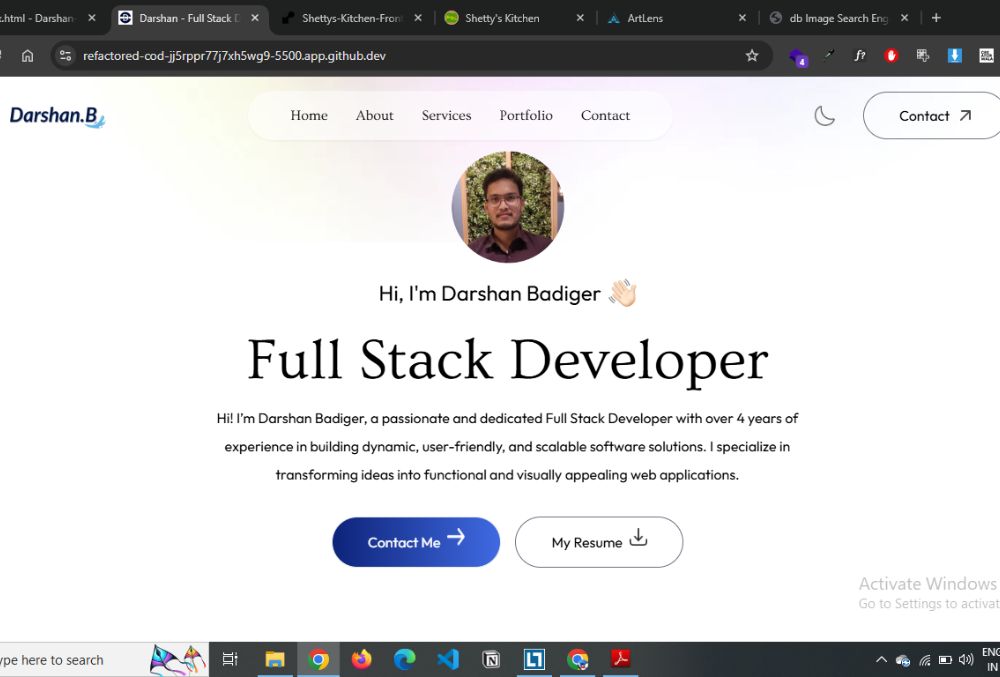 x.html - Darshan-
Darshan - Full Stack D
Shettys-Kitchen-Fron
Shetty's Kitchen
ArtLens
db Image Search Eng
refactored-cod-jj5rppr77j7xh5wg9-5500.app.github.dev
4
f?
Darshan.B
Home About Services Portfolio Contact
Contact
Hi, I'm Darshan Badiger
Full Stack Developer
Hi! I'm Darshan Badiger, a passionate and dedicated Full Stack Developer with over 4 years of
experience in building dynamic, user-friendly, and scalable software solutions. I specialize in
transforming ideas into functional and visually appealing web applications.
Contact Me
My Resume
Activate Windows
Go to Settings to activat
ype here to search
ENG
IN